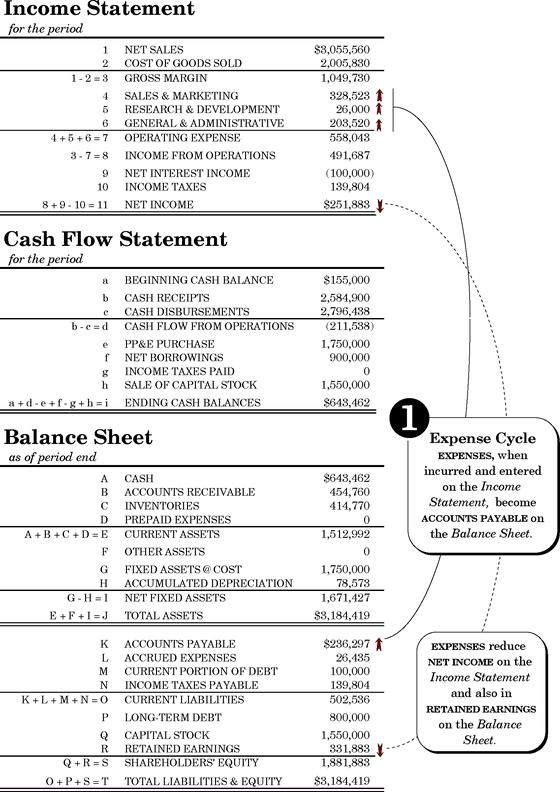 Income Statement
for the period
1 NET SALES $3,055,560
2 COST OF GOODS SOLD 2,005,830
1 - 2 = 3 GROSS MARGIN 1,049,730
4 SALES & MARKETING 328,523
5 RESEARCH & DEVELOPMENT 26,000
6 GENERAL & ADMINISTRATIVE 203,520
4 + 5 + 6 = 7 OPERATING EXPENSE 558,043
3 - 7 = 8 INCOME FROM OPERATIONS 491,687
9 NET INTEREST INCOME (100,000)
10 INCOME TAXES 139,804
8 + 9 - 10 = 11 NET INCOME $251,883
Cash Flow Statement
for the period
a BEGINNING CASH BALANCE $155,000
b CASH RECEIPTS 2,584,900
c CASH DISBURSEMENTS 2,796,438
b - c = d CASH FLOW FROM OPERATIONS (211,538)
e PP&E PURCHASE 1,750,000
f NET BORROWINGS 900,000
g INCOME TAXES PAID 0
h SALE OF CAPITAL STOCK 1,550,000
a + d - e + f - g + h = i ENDING CASH BALANCES $643,462
Balance Sheet
as of period end
A CASH $643,462
B ACCOUNTS RECEIVABLE 454,760
C INVENTORIES 414,770
D PREPAID EXPENSES 0
A + B + C + D = E CURRENT ASSETS 1,512,992
F OTHER ASSETS 0
G FIXED ASSETS @ COST 1,750,000
H ACCUMULATED DEPRECIATION 78,573
G - H = I NET FIXED ASSETS 1,671,427
E + F + I = J TOTAL ASSETS $3,184,419
K ACCOUNTS PAYABLE $236,297
L ACCRUED EXPENSES 26,435
M CURRENT PORTION OF DEBT 100,000
N INCOME TAXES PAYABLE 139,804
K + L + M + N = O CURRENT LIABILITIES 502,536
P LONG-TERM DEBT 800,000
Q CAPITAL STOCK 1,550,000
R RETAINED EARNINGS 331,883
Q + R = S SHAREHOLDERS' EQUITY 1,881,883
O + P + S = T TOTAL LIABILITIES & EQUITY $3,184,419
1
Expense Cycle
EXPENSES, when
incurred and entered
on the Income
Statement, become
ACCOUNTS PAYABLE on
the Balance Sheet.
EXPENSES reduce
NET INCOME on the
Income Statement
and also in
RETAINED EARNINGS
on the Balance
Sheet.